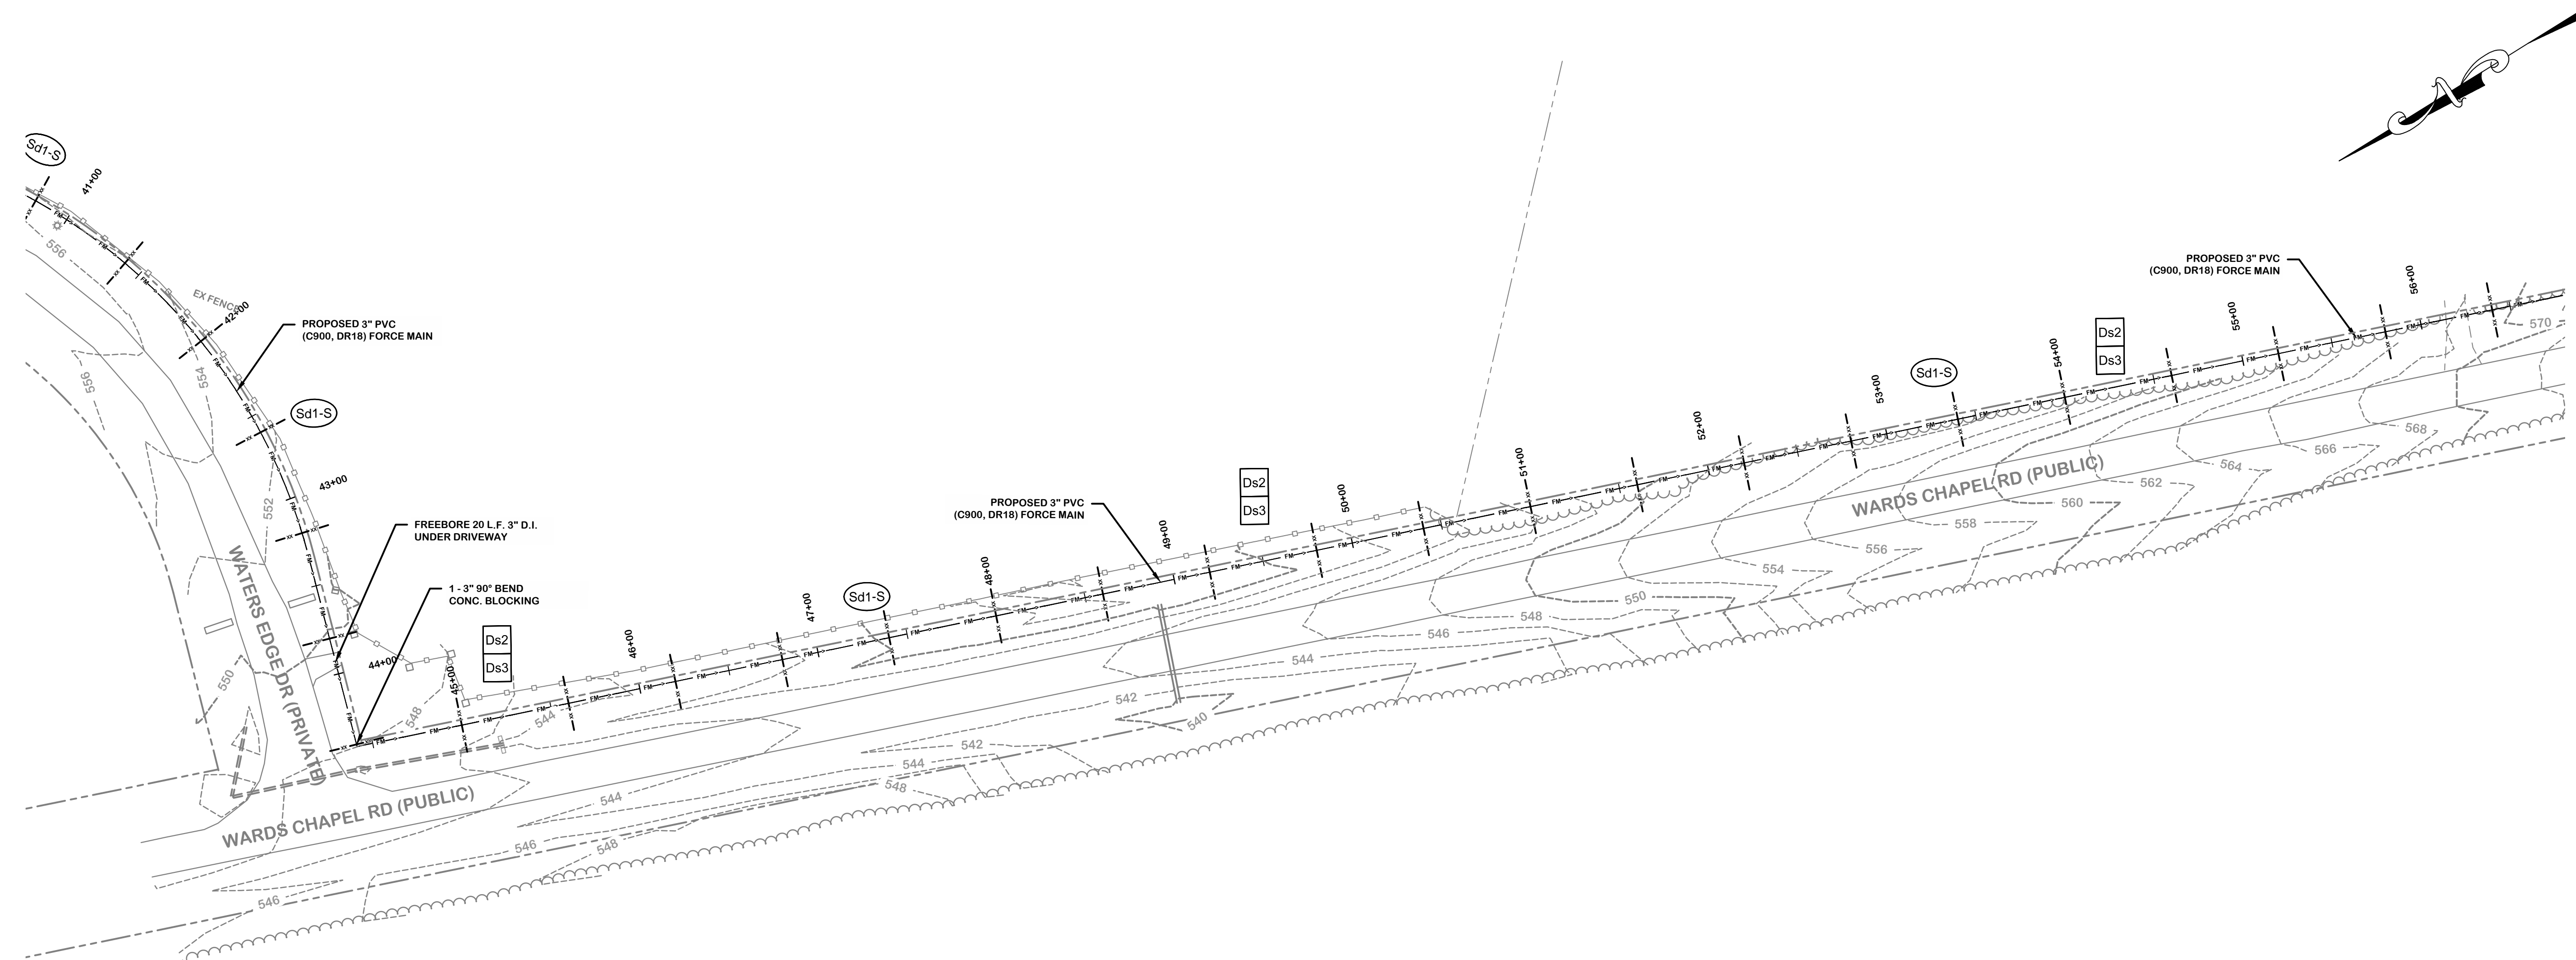 Sd1-S
41+00
556
EX FENCE
42+00
PROPOSED 3" PVC
(C900, DR18) FORCE MAIN
556
554
Sd1-S
43+00
552
FREEBORE 20 L.F. 3" D.I.
UNDER DRIVEWAY
1 - 3" 90° BEND
CONC. BLOCKING
WATERS EDGE DR (PRIVATE)
550
44+00
45+00
548
544
Ds2
Ds3
46+00
47+00
Sd1-S
48+00
PROPOSED 3" PVC
(C900, DR18) FORCE MAIN
49+00
Ds2
Ds3
50+00
51+00
52+00
53+00
Sd1-S
54+00
Ds2
Ds3
55+00
PROPOSED 3" PVC
(C900, DR18) FORCE MAIN
56+00
N
570
568
566
564
562
560
558
556
554
550
548
546
544
542
540
542
544
548
544
546
548
546
WARDS CHAPEL RD (PUBLIC)
WARDS CHAPEL RD (PUBLIC)
FM
XX